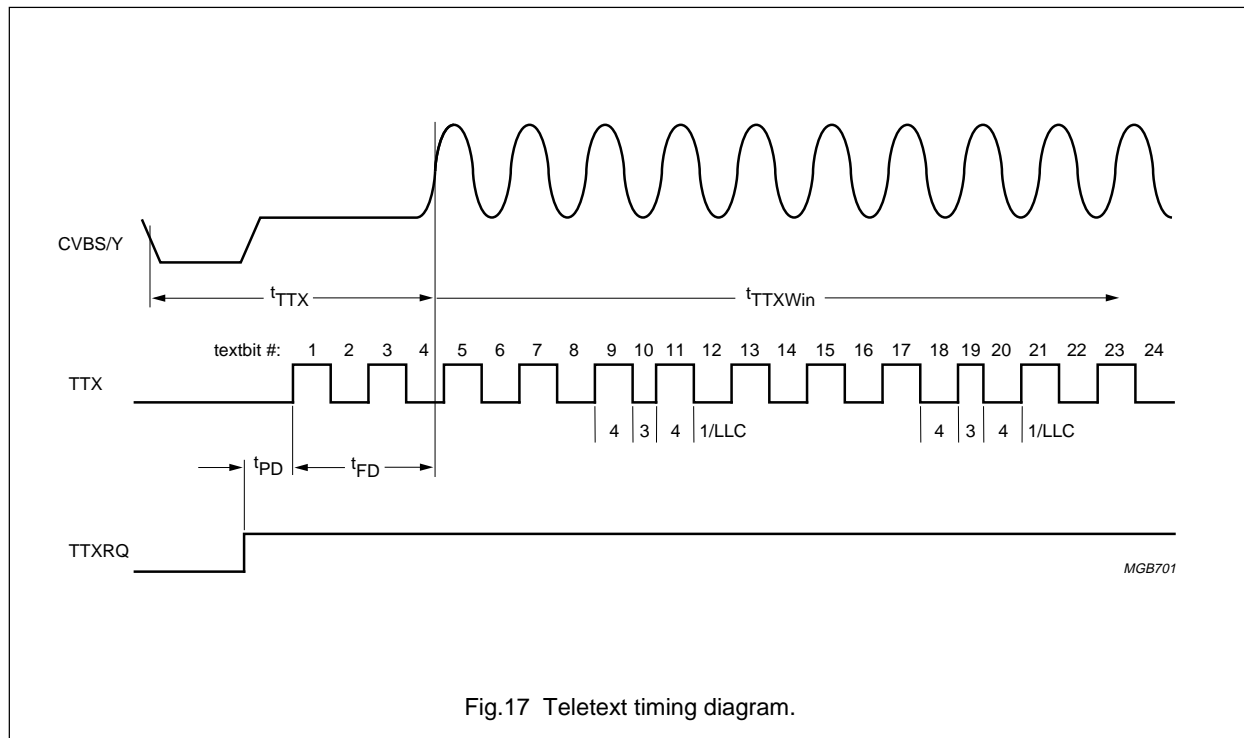 CVBS/Y
tTTX
tTTXWin
textbit #: 1 2 3 4 5 6 7 8 9 10 11 12 13 14 15 16 17 18 19 20 21 22 23 24
TTX
4 3 4 1/LLC 4 3 4 1/LLC
tPD tFD
TTXRQ
MGB701
Fig.17 Teletext timing diagram.